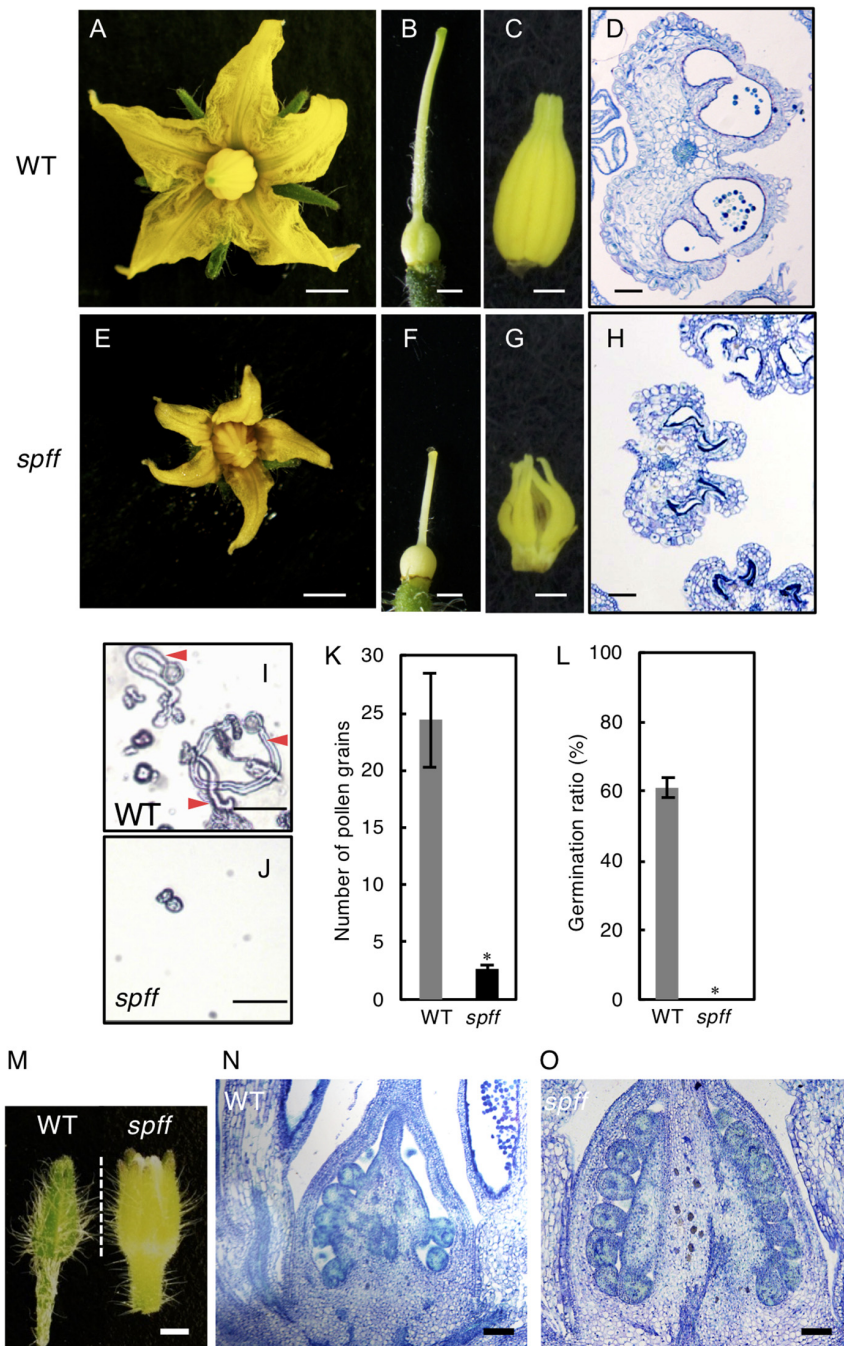 A
B
C
D
WT
E
F
G
H
spff
I
WT
J
spff
K
30
25
20
15
10
5
0
Number of pollen grains
*
WT spff
L
100
80
60
40
20
0
Germination ratio (%)
*
WT spff
M
WT spff
N
WT
O
spff